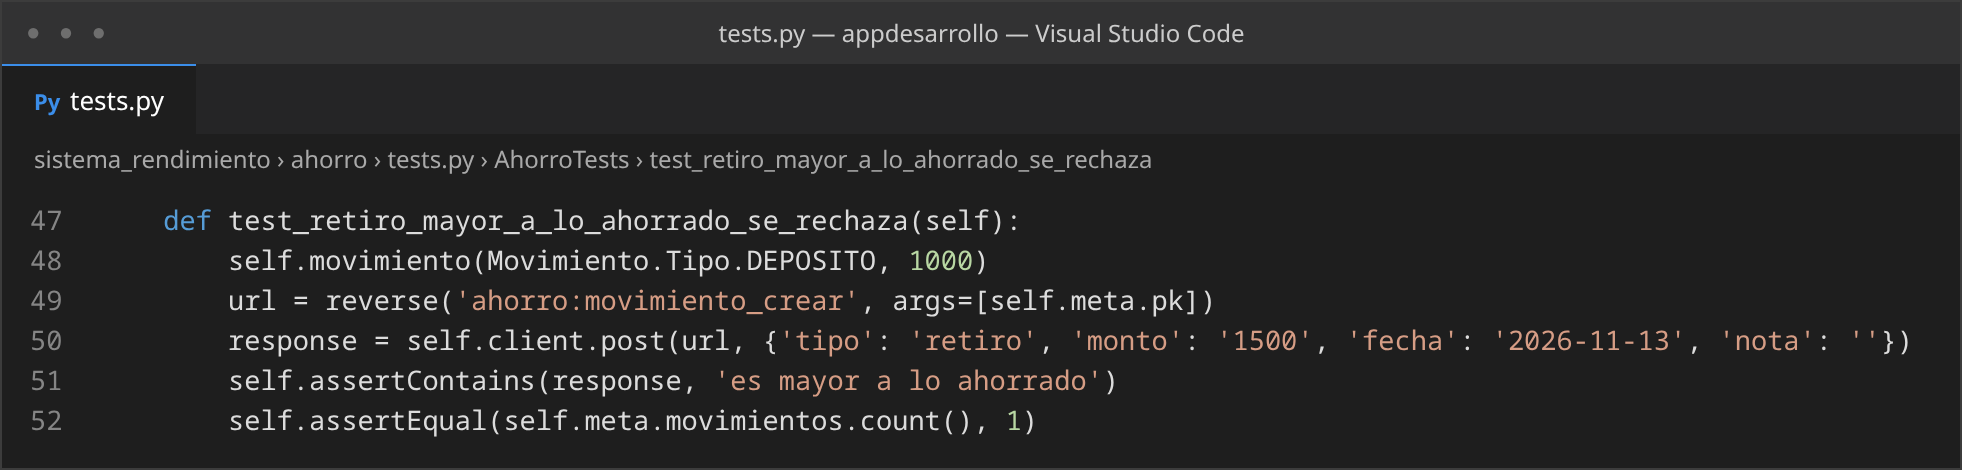 tests.py — appdesarrollo — Visual Studio Code
Py tests.py
sistema_rendimiento › ahorro › tests.py › AhorroTests › test_retiro_mayor_a_lo_ahorrado_se_rechaza
47 def test_retiro_mayor_a_lo_ahorrado_se_rechaza(self):
48 self.movimiento(Movimiento.Tipo.DEPOSITO, 1000)
49 url = reverse('ahorro:movimiento_crear', args=[self.meta.pk])
50 response = self.client.post(url, {'tipo': 'retiro', 'monto': '1500', 'fecha': '2026-11-13', 'nota': ''})
51 self.assertContains(response, 'es mayor a lo ahorrado')
52 self.assertEqual(self.meta.movimientos.count(), 1)